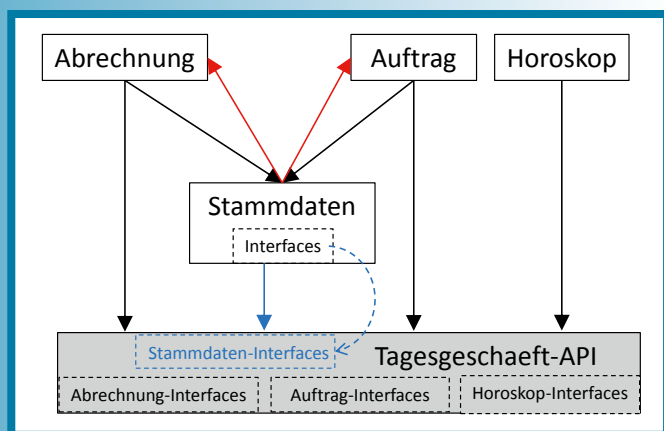 Abrechnung
Auftrag
Horoskop
Stammdaten
Interfaces
Stammdaten-Interfaces
Tagesgeschaeft-API
Abrechnung-Interfaces
Auftrag-Interfaces
Horoskop-Interfaces